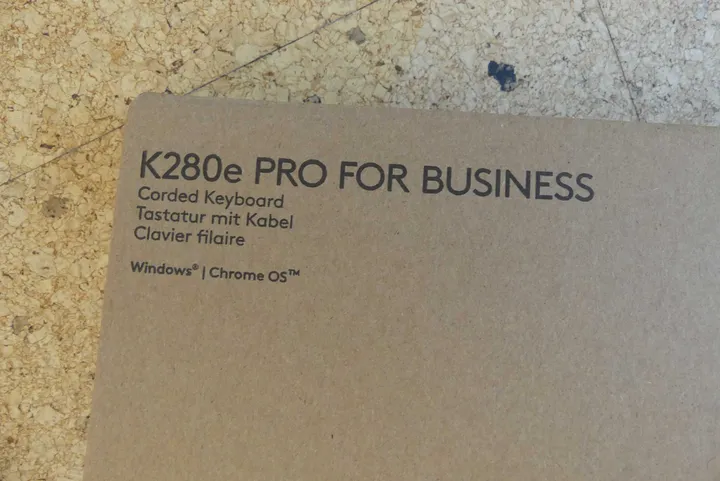 K280e PRO FOR BUSINESS
Corded Keyboard
Tastatur mit Kabel
Clavier filaire
Windows® | Chrome OS™